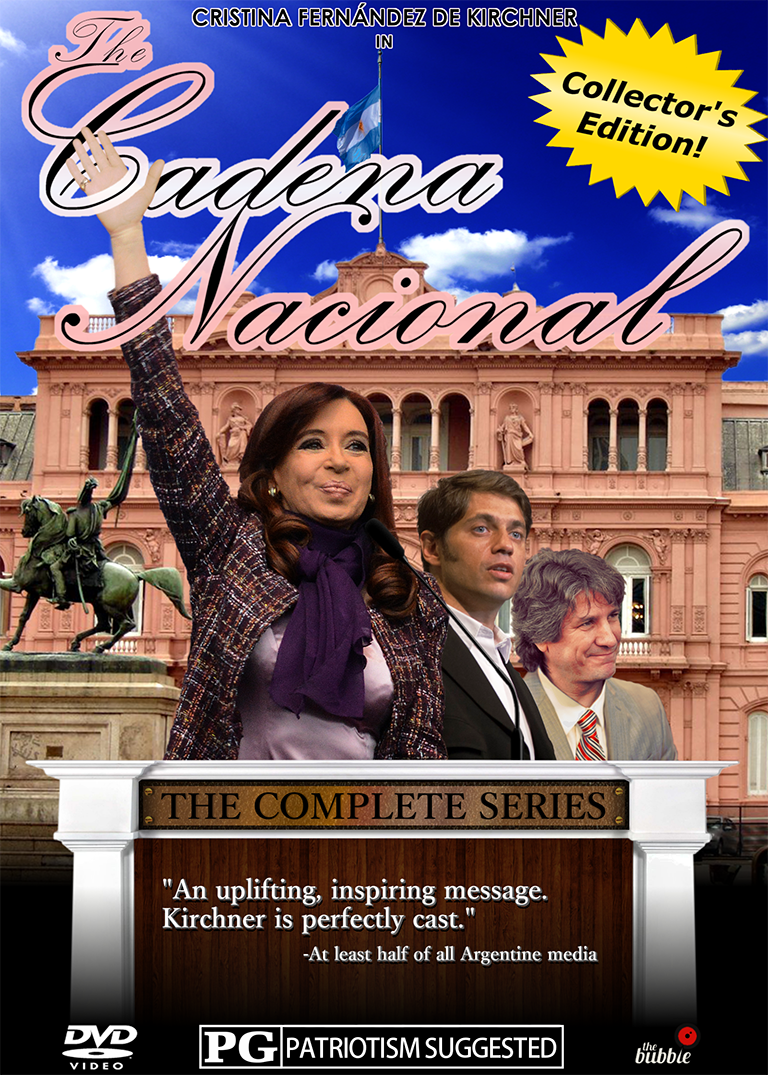 CRISTINA FERNÁNDEZ DE KIRCHNER
IN
The
Cadena
Nacional
Collector's
Edition!
THE COMPLETE SERIES
"An uplifting, inspiring message.
Kirchner is perfectly cast."
-At least half of all Argentine media
DVD
VIDEO
PG PATRIOTISM SUGGESTED
the
bubble